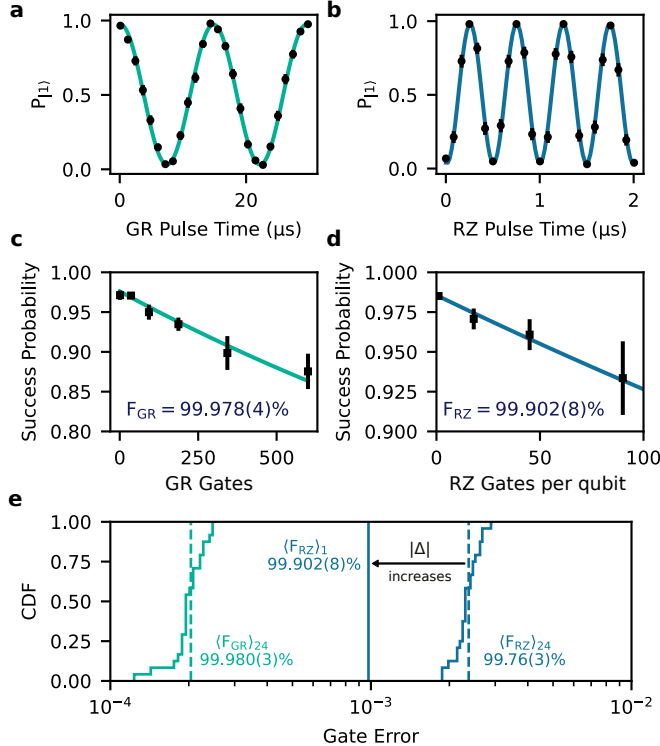 a
b
1.0
0.5
0.0
P|1⟩
0
20
GR Pulse Time (μs)
1.0
0.5
0.0
P|1⟩
0
1
2
RZ Pulse Time (μs)
c
d
1.00
0.95
0.90
0.85
0.80
Success Probability
F_GR = 99.978(4)%
0
250
500
GR Gates
1.000
0.975
0.950
0.925
0.900
Success Probability
F_RZ = 99.902(8)%
0
50
100
RZ Gates per qubit
e
1.00
0.75
0.50
0.25
0.00
CDF
⟨F_RZ⟩₁
99.902(8)%
|Δ|
increases
⟨F_GR⟩₂₄
99.980(3)%
⟨F_RZ⟩₂₄
99.76(3)%
10⁻⁴
10⁻³
10⁻²
Gate Error